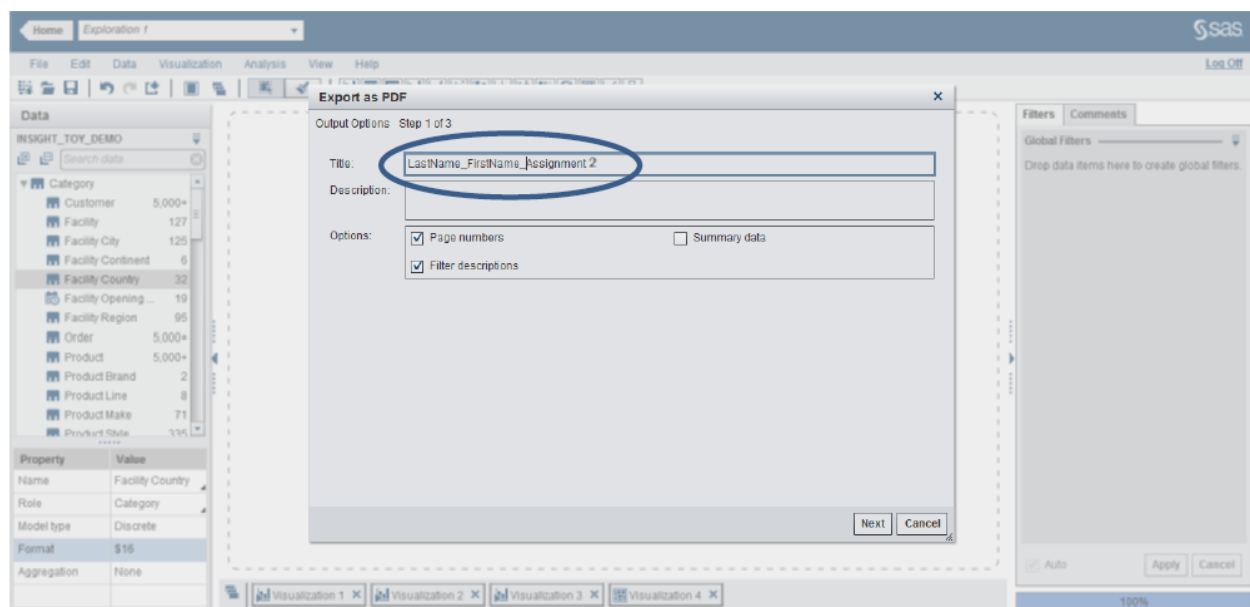 Home Exploration 1
sas
File Edit Data Visualization Analysis View Help
Log Off
Data
INSIGHT_TOY_DEMO
Search data
Category
Customer 5,000+
Facility 127
Facility City 125
Facility Continent 6
Facility Country 32
Facility Opening ... 19
Facility Region 95
Order 5,000+
Product 5,000+
Product Brand 2
Product Line 8
Product Make 71
Product Style 335
Property Value
Name Facility Country
Role Category
Model type Discrete
Format $16
Aggregation None
Export as PDF
Output Options Step 1 of 3
Title: LastName_FirstName_Assignment 2
Description:
Options: Page numbers Summary data
Filter descriptions
Next Cancel
Filters Comments
Global Filters
Drop data items here to create global filters.
Auto Apply Cancel
100%
Visualization 1 Visualization 2 Visualization 3 Visualization 4